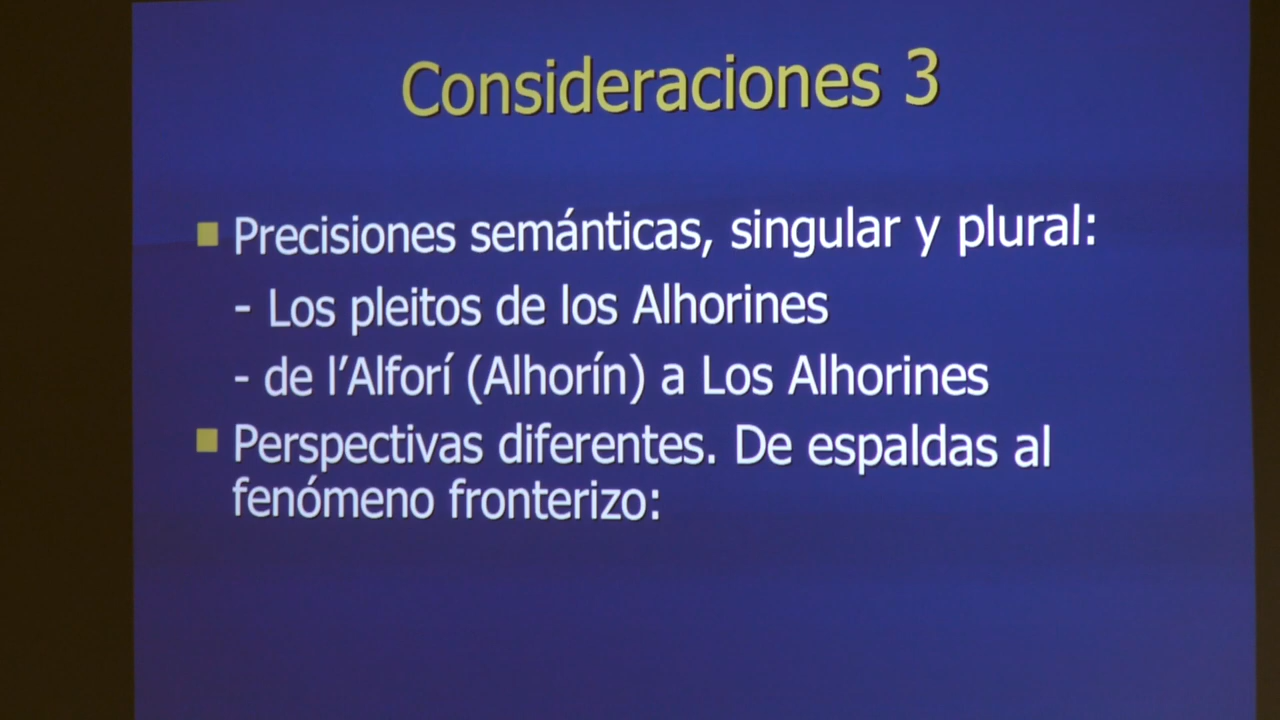 Consideraciones 3
Precisiones semánticas, singular y plural:
- Los pleitos de los Alhorines
- de l'Alforí (Alhorín) a Los Alhorines
Perspectivas diferentes. De espaldas al
fenómeno fronterizo: